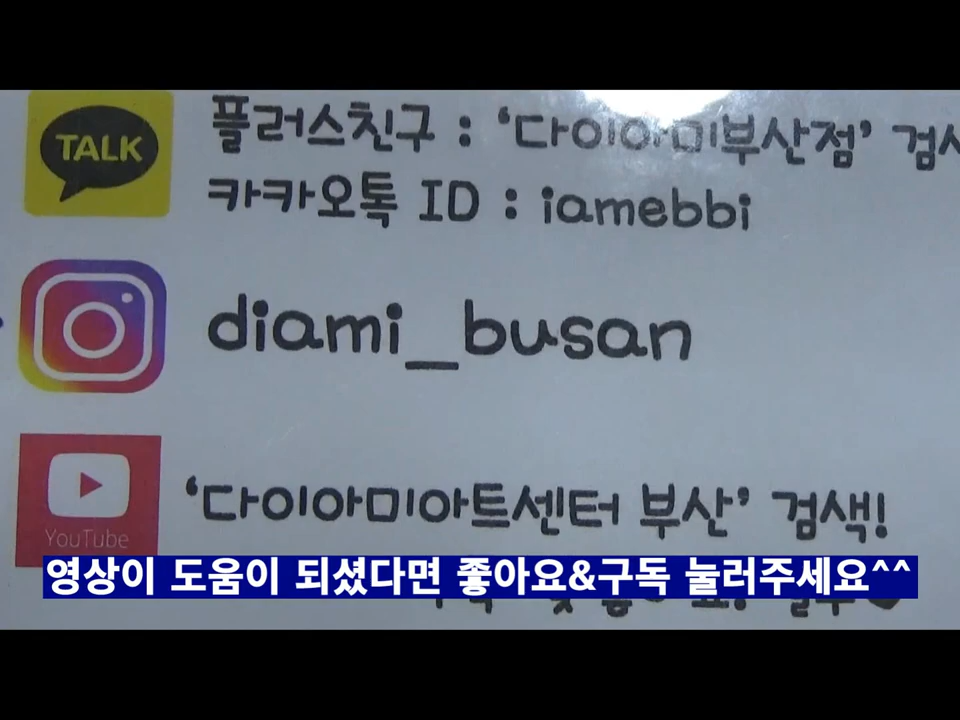 TALK
플러스친구 : ‘다이아미부산점’
카카오톡 ID : iamebbi
diami_busan
YouTube
‘다이아미아트센터 부산’ 검색!
영상이 도움이 되셨다면 좋아요&구독 눌러주세요^^